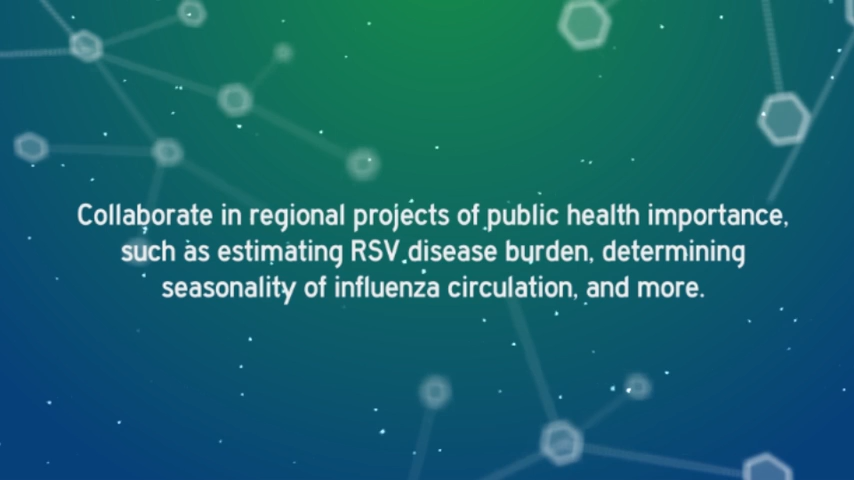 Collaborate in regional projects of public health importance,
such as estimating RSV disease burden, determining
seasonality of influenza circulation, and more.